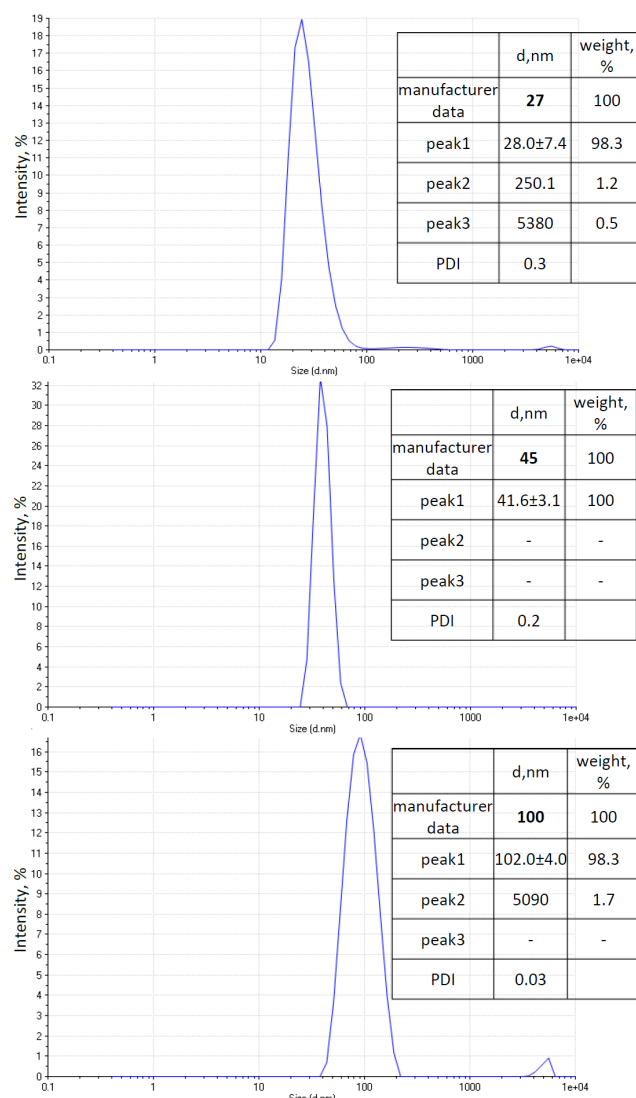 19
18
17
16
15
14
13
12
11
10
9
8
7
6
5
4
3
2
1
0
Intensity, %
0.1 1 10 100 1000 1e+04
Size (d.nm)
d,nm weight, %
manufacturer data 27 100
peak1 28.0±7.4 98.3
peak2 250.1 1.2
peak3 5380 0.5
PDI 0.3
32
30
28
26
24
22
20
18
16
14
12
10
8
6
4
2
0
Intensity, %
0.1 1 10 100 1000 1e+04
Size (d.nm)
d,nm weight, %
manufacturer data 45 100
peak1 41.6±3.1 100
peak2 - -
peak3 - -
PDI 0.2
16
15
14
13
12
11
10
9
8
7
6
5
4
3
2
1
0
Intensity, %
0.1 1 10 100 1000 1e+04
Size (d.nm)
d,nm weight, %
manufacturer data 100 100
peak1 102.0±4.0 98.3
peak2 5090 1.7
peak3 - -
PDI 0.03